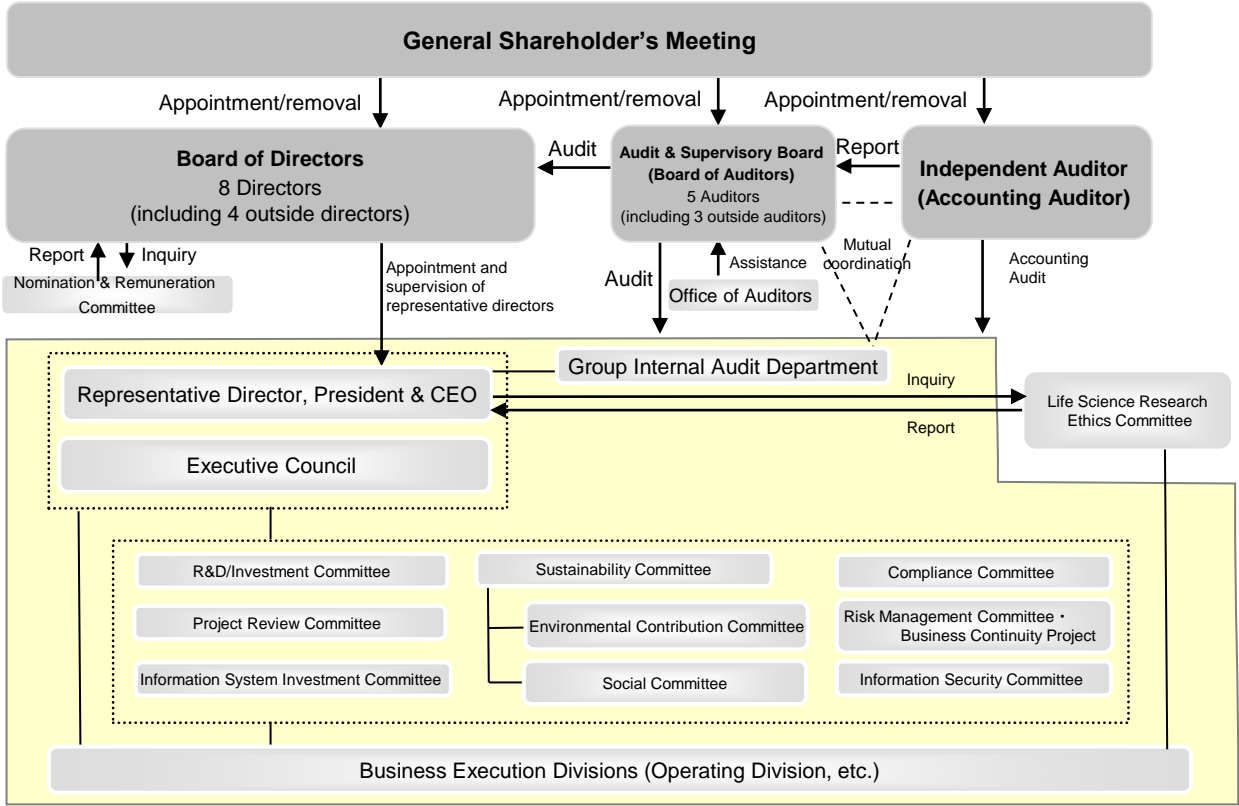 General Shareholder's Meeting
Appointment/removal
Appointment/removal
Appointment/removal
Board of Directors
8 Directors
(including 4 outside directors)
Audit
Audit & Supervisory Board
(Board of Auditors)
5 Auditors
(including 3 outside auditors)
Report
Independent Auditor
(Accounting Auditor)
Report
Inquiry
Nomination & Remuneration
Committee
Appointment and
supervision of
representative directors
Audit
Assistance
Office of Auditors
Mutual
coordination
Accounting
Audit
Group Internal Audit Department
Representative Director, President & CEO
Inquiry
Report
Life Science Research
Ethics Committee
Executive Council
R&D/Investment Committee
Sustainability Committee
Compliance Committee
Project Review Committee
Environmental Contribution Committee
Risk Management Committee・
Business Continuity Project
Information System Investment Committee
Social Committee
Information Security Committee
Business Execution Divisions (Operating Division, etc.)